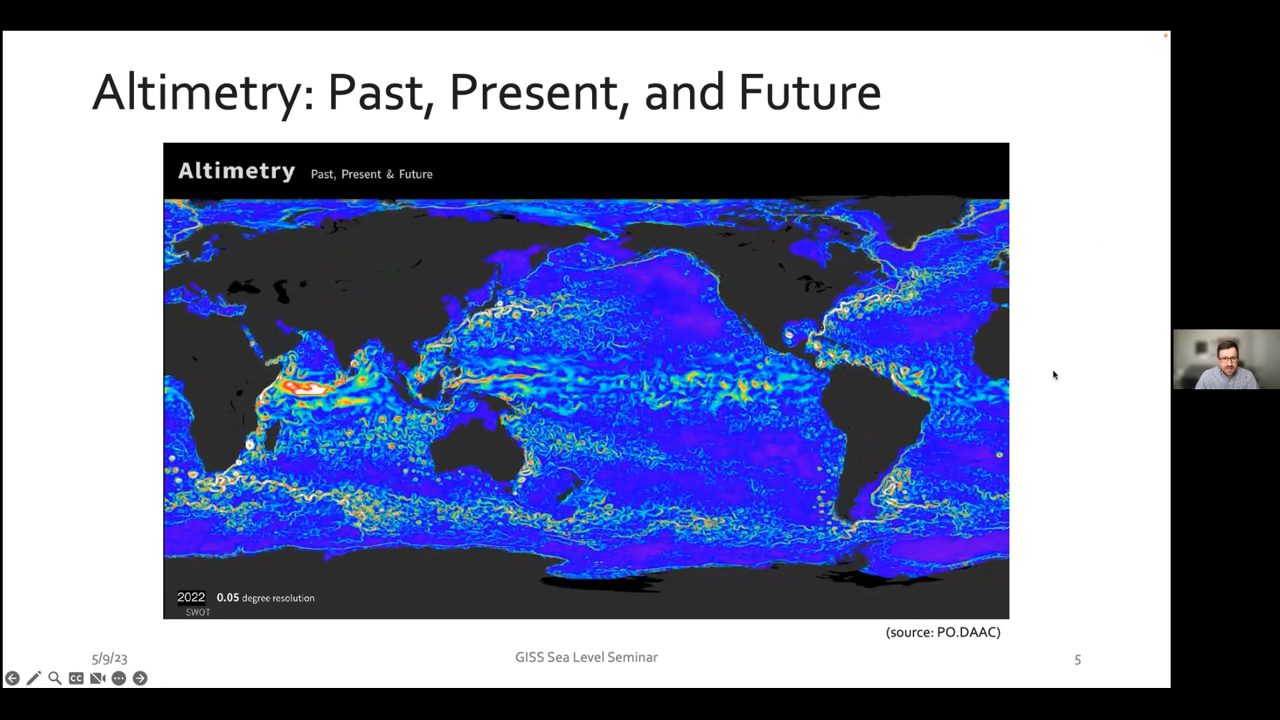 Altimetry: Past, Present, and Future
Altimetry Past, Present & Future
2022 0.05 degree resolution
SWOT
(source: PO.DAAC)
5/9/23 GISS Sea Level Seminar 5
CC